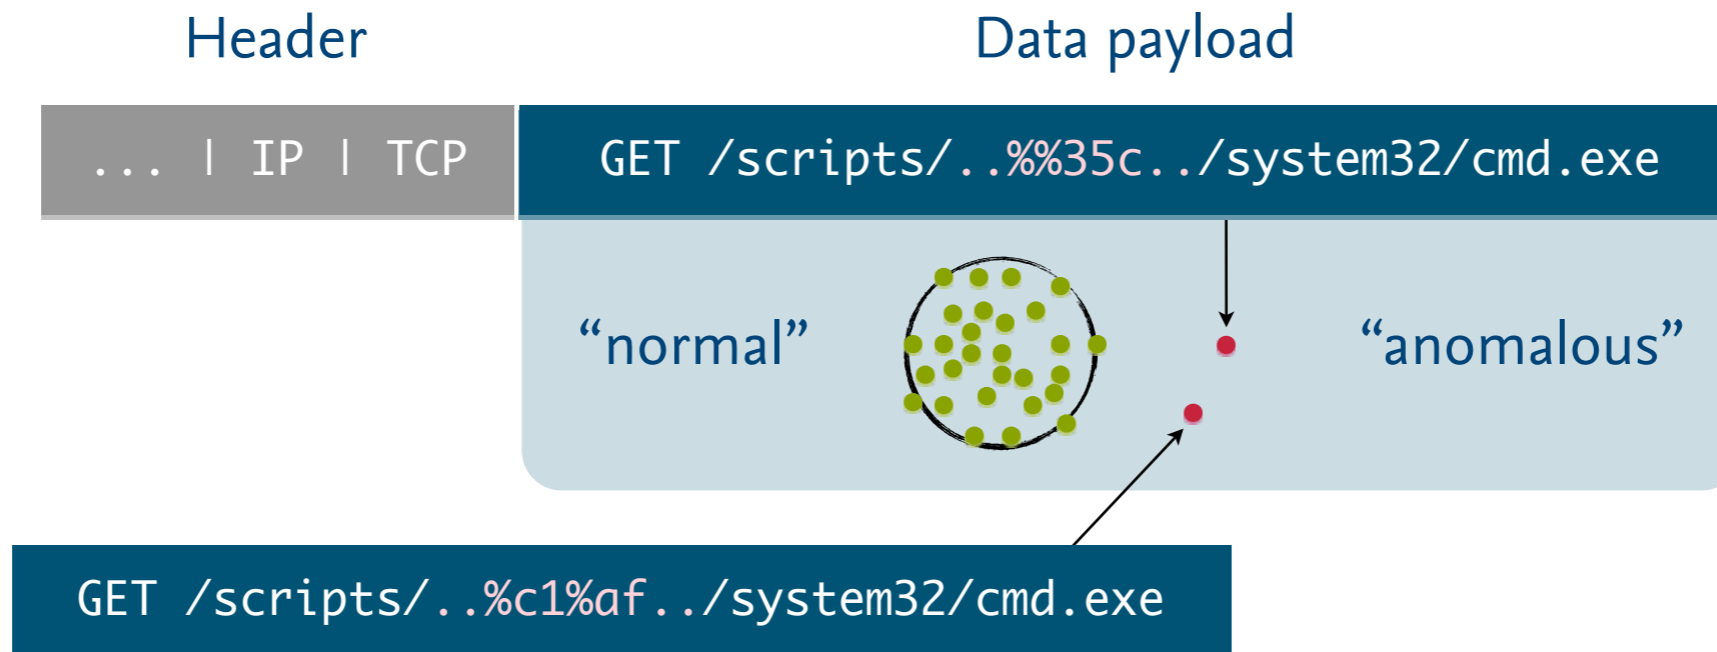 Header
Data payload
... | IP | TCP
GET /scripts/..%%35c../system32/cmd.exe
“normal”
“anomalous”
GET /scripts/..%c1%af../system32/cmd.exe